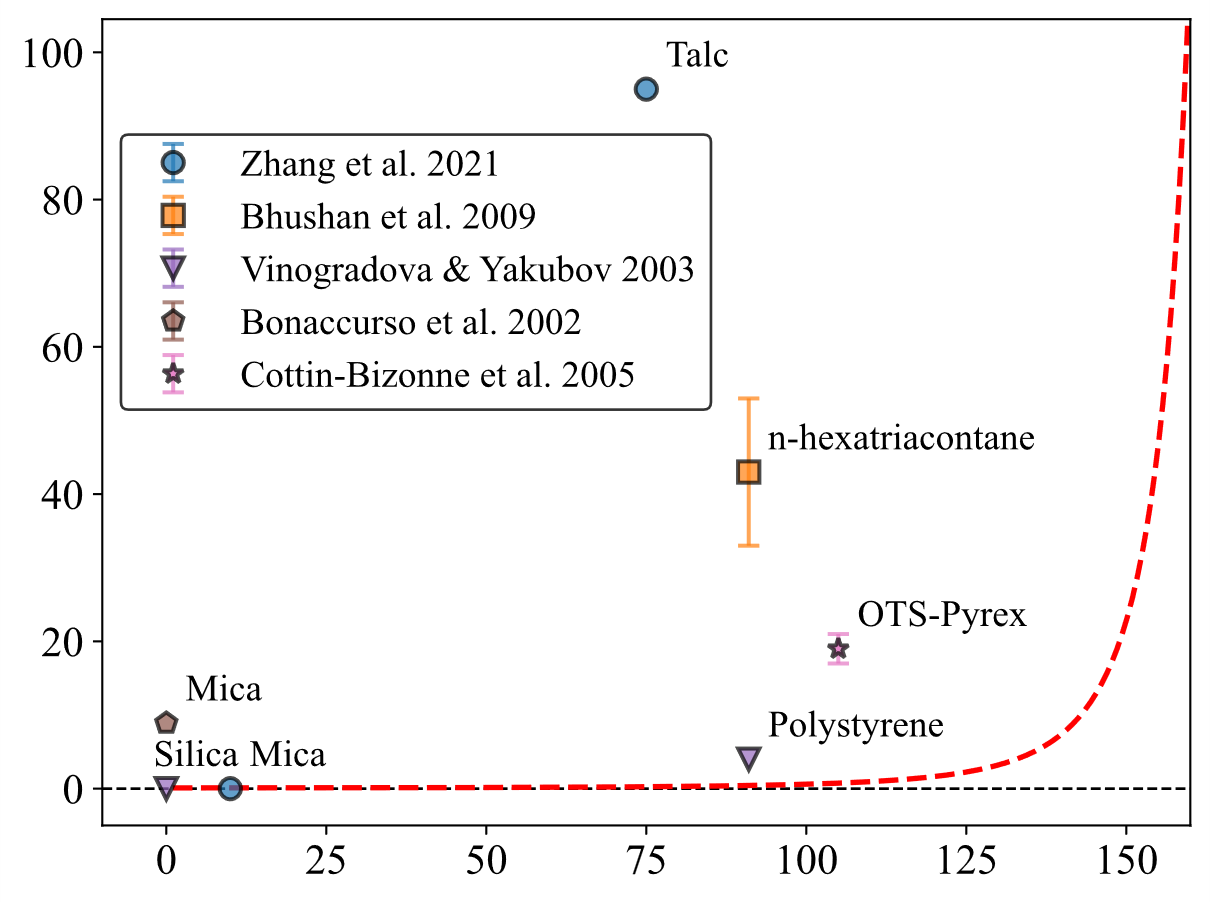 100
Talc
Zhang et al. 2021
80
Bhushan et al. 2009
Vinogradova & Yakubov 2003
Bonaccurso et al. 2002
60
Cottin-Bizonne et al. 2005
n-hexatriacontane
40
OTS-Pyrex
20
Mica
Polystyrene
Silica Mica
0
0 25 50 75 100 125 150